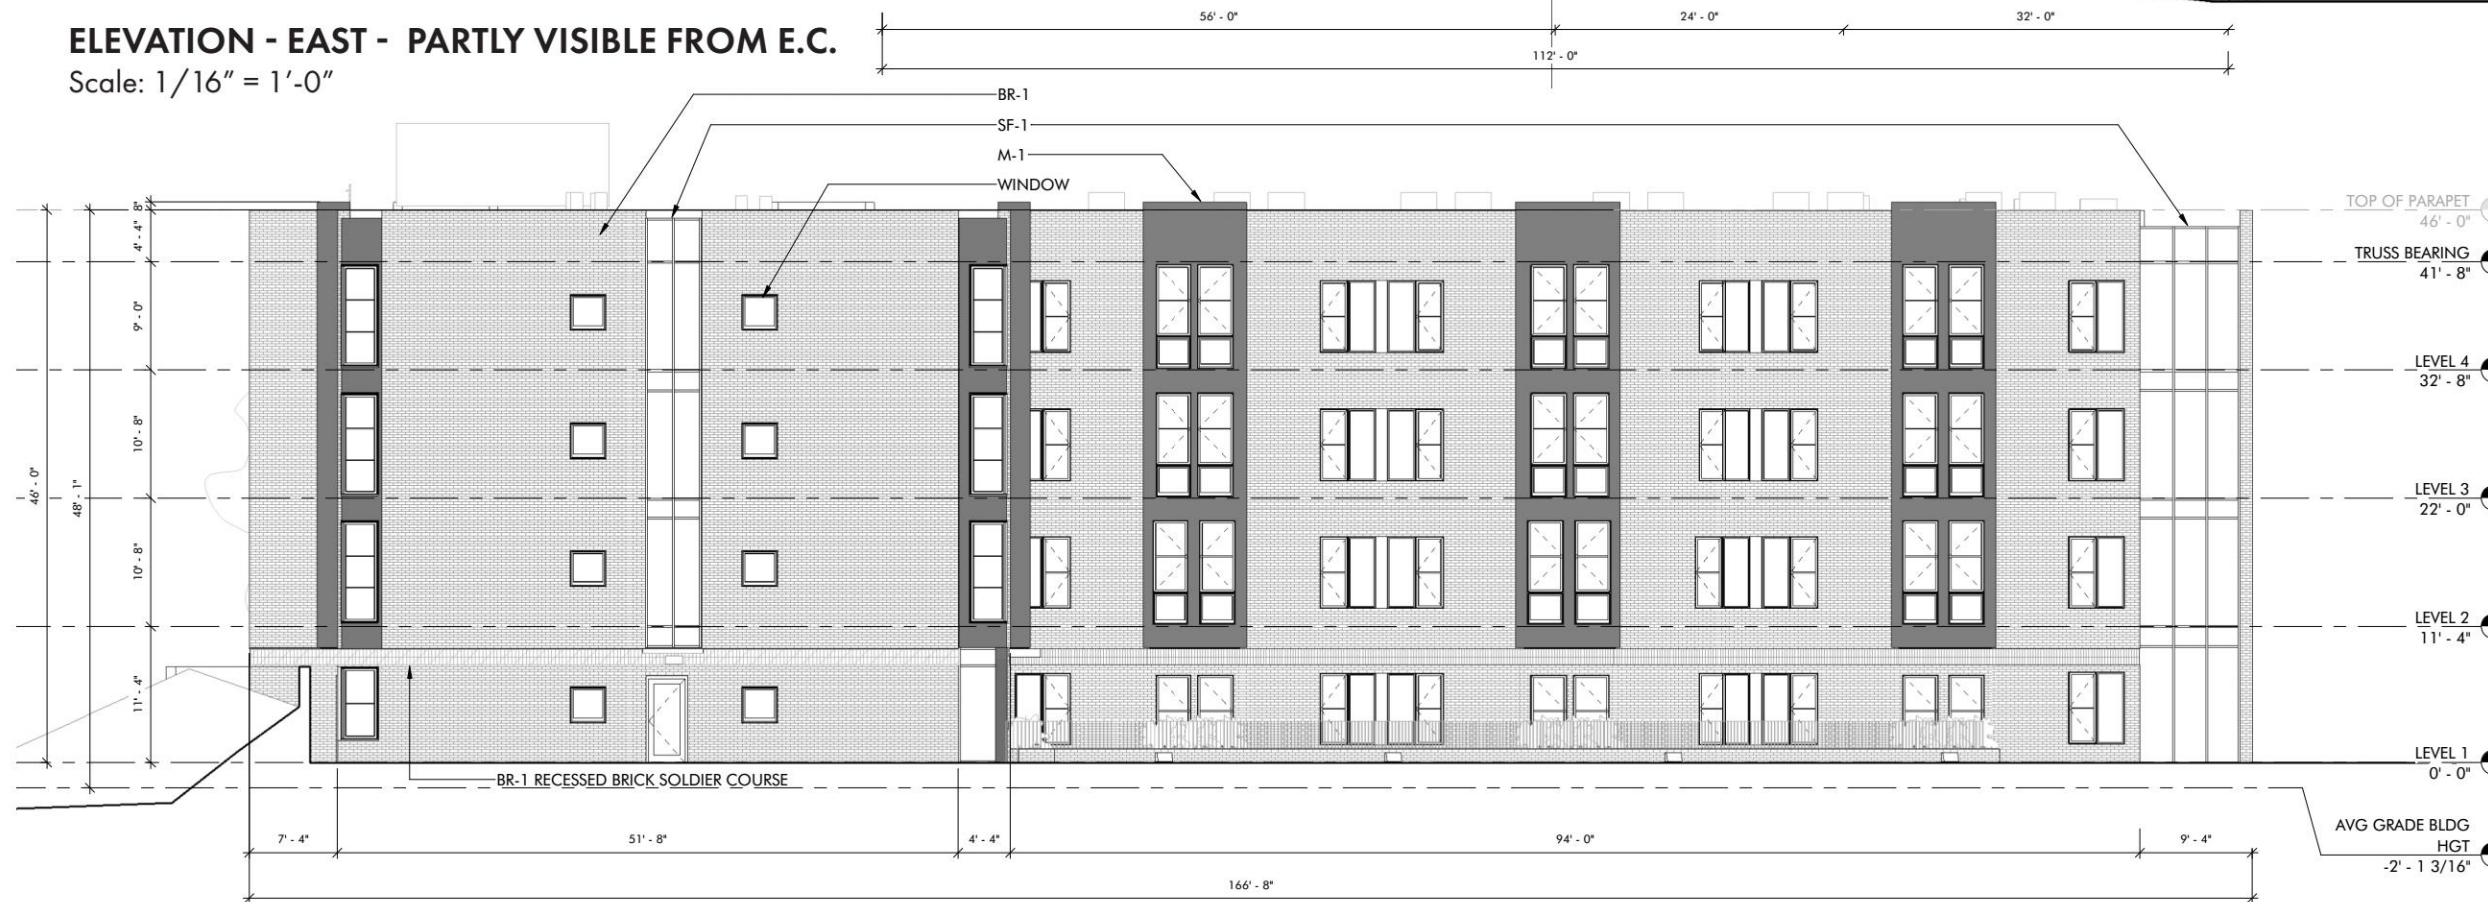 56' - 0"
24' - 0"
32' - 0"
ELEVATION - EAST -  PARTLY VISIBLE FROM E.C.
112' - 0"
Scale: 1/16” = 1’-0”
BR-1
SF-1
M-1
WINDOW
8"
4' - 4"
9' - 0"
10' - 8"
10' - 8"
11' - 4"
46' - 0"
48' - 1"
TOP OF PARAPET
46' - 0"
TRUSS BEARING
41' - 8"
LEVEL 4
32' - 8"
LEVEL 3
22' - 0"
LEVEL 2
11' - 4"
LEVEL 1
0' - 0"
BR-1 RECESSED BRICK SOLDIER COURSE
AVG GRADE BLDG
HGT
-2' - 1 3/16"
7' - 4"
51' - 8"
4' - 4"
94' - 0"
9' - 4"
166' - 8"